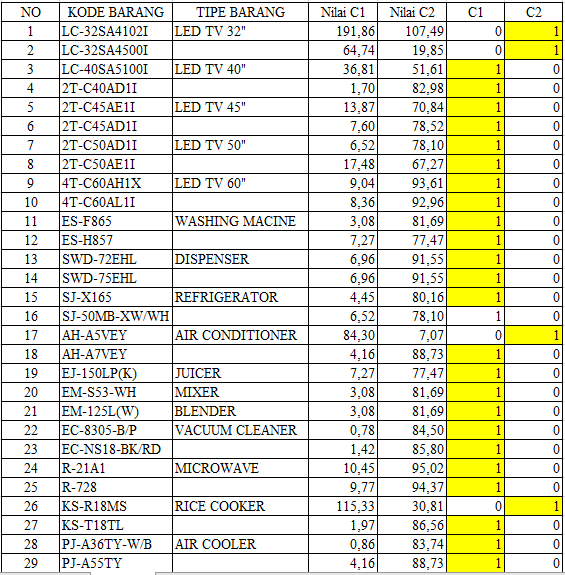 NO KODE BARANG TIPE BARANG Nilai C1 Nilai C2 C1 C2
1 LC-32SA4102I LED TV 32" 191,86 107,49 0 1
2 LC-32SA4500I 64,74 19,85 0 1
3 LC-40SA5100I LED TV 40" 36,81 51,61 1 0
4 2T-C40AD1I 1,70 82,98 1 0
5 2T-C45AE1I LED TV 45" 13,87 70,84 1 0
6 2T-C45AD1I 7,60 78,52 1 0
7 2T-C50AD1I LED TV 50" 6,52 78,10 1 0
8 2T-C50AE1I 17,48 67,27 1 0
9 4T-C60AH1X LED TV 60" 9,04 93,61 1 0
10 4T-C60AL1I 8,36 92,96 1 0
11 ES-F865 WASHING MACINE 3,08 81,69 1 0
12 ES-H857 7,27 77,47 1 0
13 SWD-72EHL DISPENSER 6,96 91,55 1 0
14 SWD-75EHL 6,96 91,55 1 0
15 SJ-X165 REFRIGERATOR 4,45 80,16 1 0
16 SJ-50MB-XW/WH 6,52 78,10 1 0
17 AH-A5VEY AIR CONDITIONER 84,30 7,07 0 1
18 AH-A7VEY 4,16 88,73 1 0
19 EJ-150LP(K) JUICER 7,27 77,47 1 0
20 EM-S53-WH MIXER 3,08 81,69 1 0
21 EM-125L(W) BLENDER 3,08 81,69 1 0
22 EC-8305-B/P VACUUM CLEANER 0,78 84,50 1 0
23 EC-NS18-BK/RD 1,42 85,80 1 0
24 R-21A1 MICROWAVE 10,45 95,02 1 0
25 R-728 9,77 94,37 1 0
26 KS-R18MS RICE COOKER 115,33 30,81 0 1
27 KS-T18TL 1,97 86,56 1 0
28 PJ-A36TY-W/B AIR COOLER 0,86 83,74 1 0
29 PJ-A55TY 4,16 88,73 1 0